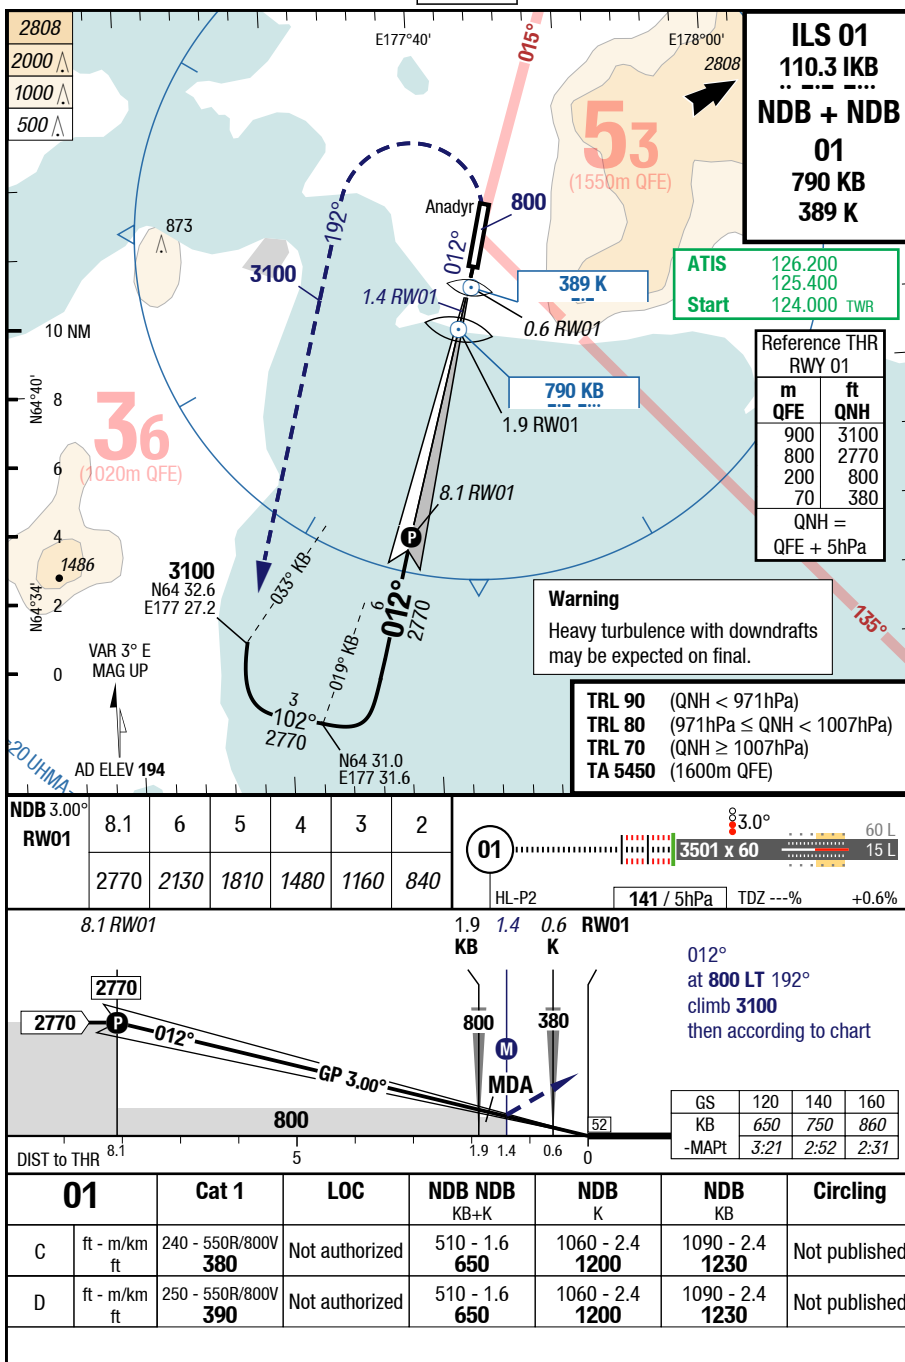 2808
2000
1000
500
E177°40'
E178°00'
015°
2808
53
(1550m QFE)
ILS 01
110.3 IKB
NDB + NDB
01
790 KB
389 K
873
192°
3100
Anadyr
800
012°
1.4 RW01
389 K
0.6 RW01
790 KB
1.9 RW01
ATIS 126.200
125.400
Start 124.000 TWR
Reference THR
RWY 01
m ft
QFE QNH
900 3100
800 2770
200 800
70 380
QNH =
QFE + 5hPa
10 NM
8
6
4
2
0
N64°40'
N64°34'
36
(1020m QFE)
1486
8.1 RW01
P
3100
N64 32.6
E177 27.2
033° KB
019° KB
6
012°
2770
3
102°
2770
N64 31.0
E177 31.6
VAR 3° E
MAG UP
AD ELEV 194
20 UHMA
135°
Warning
Heavy turbulence with downdrafts
may be expected on final.
TRL 90 (QNH < 971hPa)
TRL 80 (971hPa ≤ QNH < 1007hPa)
TRL 70 (QNH ≥ 1007hPa)
TA 5450 (1600m QFE)
NDB 3.00° 8.1 6 5 4 3 2
RW01 2770 2130 1810 1480 1160 840
01
HL-P2
3.0°
3501 x 60
60 L
15 L
141 / 5hPa
TDZ ---%
+0.6%
8.1 RW01
1.9 1.4 0.6 RW01
KB K
2770
2770
P
012°
GP 3.00°
800
800
380
M
MDA
52
012°
at 800 LT 192°
climb 3100
then according to chart
DIST to THR 8.1 5 1.9 1.4 0.6 0
GS 120 140 160
KB 650 750 860
-MAPt 3:21 2:52 2:31
01 Cat 1 LOC NDB NDB NDB NDB Circling
KB+K K KB
C ft - m/km 240 - 550R/800V Not authorized 510 - 1.6 1060 - 2.4 1090 - 2.4 Not published
ft 380 650 1200 1230
D ft - m/km 250 - 550R/800V Not authorized 510 - 1.6 1060 - 2.4 1090 - 2.4 Not published
ft 390 650 1200 1230